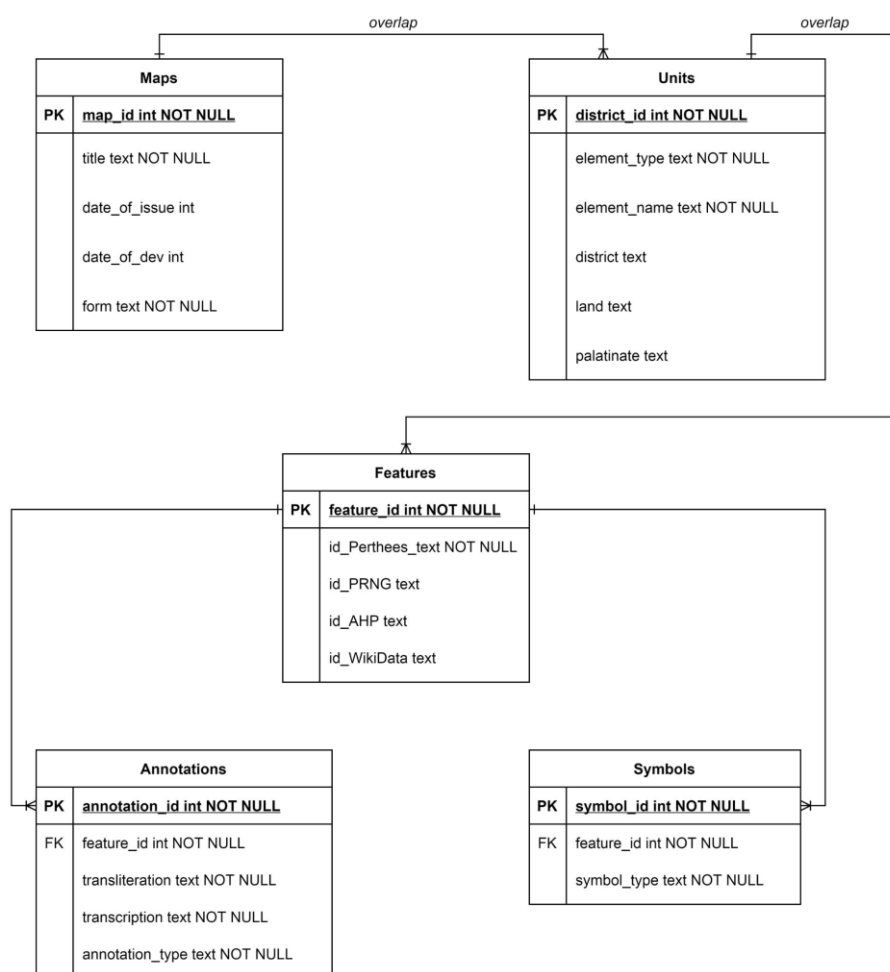 overlap
overlap
Maps
PK map_id int NOT NULL
title text NOT NULL
date_of_issue int
date_of_dev int
form text NOT NULL
Units
PK district_id int NOT NULL
element_type text NOT NULL
element_name text NOT NULL
district text
land text
palatinate text
Features
PK feature_id int NOT NULL
id_Perthees_text NOT NULL
id_PRNG text
id_AHP text
id_WikiData text
Annotations
PK annotation_id int NOT NULL
FK feature_id int NOT NULL
transliteration text NOT NULL
transcription text NOT NULL
annotation_type text NOT NULL
Symbols
PK symbol_id int NOT NULL
FK feature_id int NOT NULL
symbol_type text NOT NULL